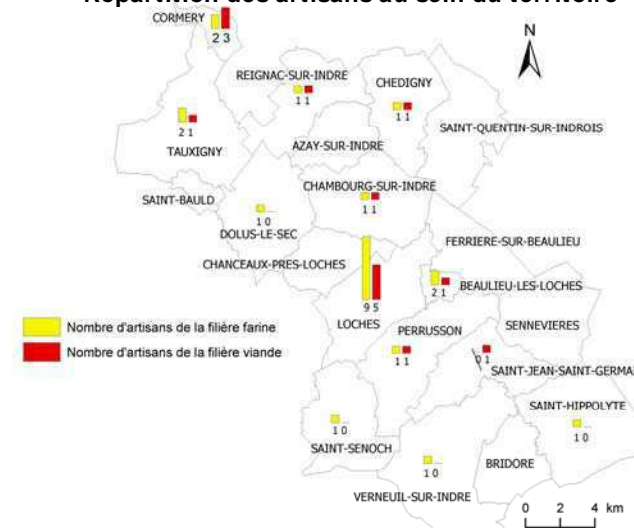 Répartition des artisans au sein du territoire
CORMERY
2 3
N
REIGNAC-SUR-INDRE
1 1
CHEDIGNY
1 1
2 1
TAUXIGNY
SAINT-QUENTIN-SUR-INDROIS
AZAY-SUR-INDRE
CHAMBOURG-SUR-INDRE
1 1
SAINT-BAULD
1 0
DOLUS-LE-SEC
FERRIERE-SUR-BEAULIEU
CHANCEAUX-PRES-LOCHES
2 1
BEAULIEU-LES-LOCHES
9 5
LOCHES
SENNEVIERES
Nombre d'artisans de la filière farine
PERRUSSON
1 1
Nombre d'artisans de la filière viande
0 1
SAINT-JEAN-SAINT-GERMA
SAINT-HIPPOLYTE
1 0
1 0
SAINT-SENOCH
1 0
BRIDORE
VERNEUIL-SUR-INDRE
0 2 4 km